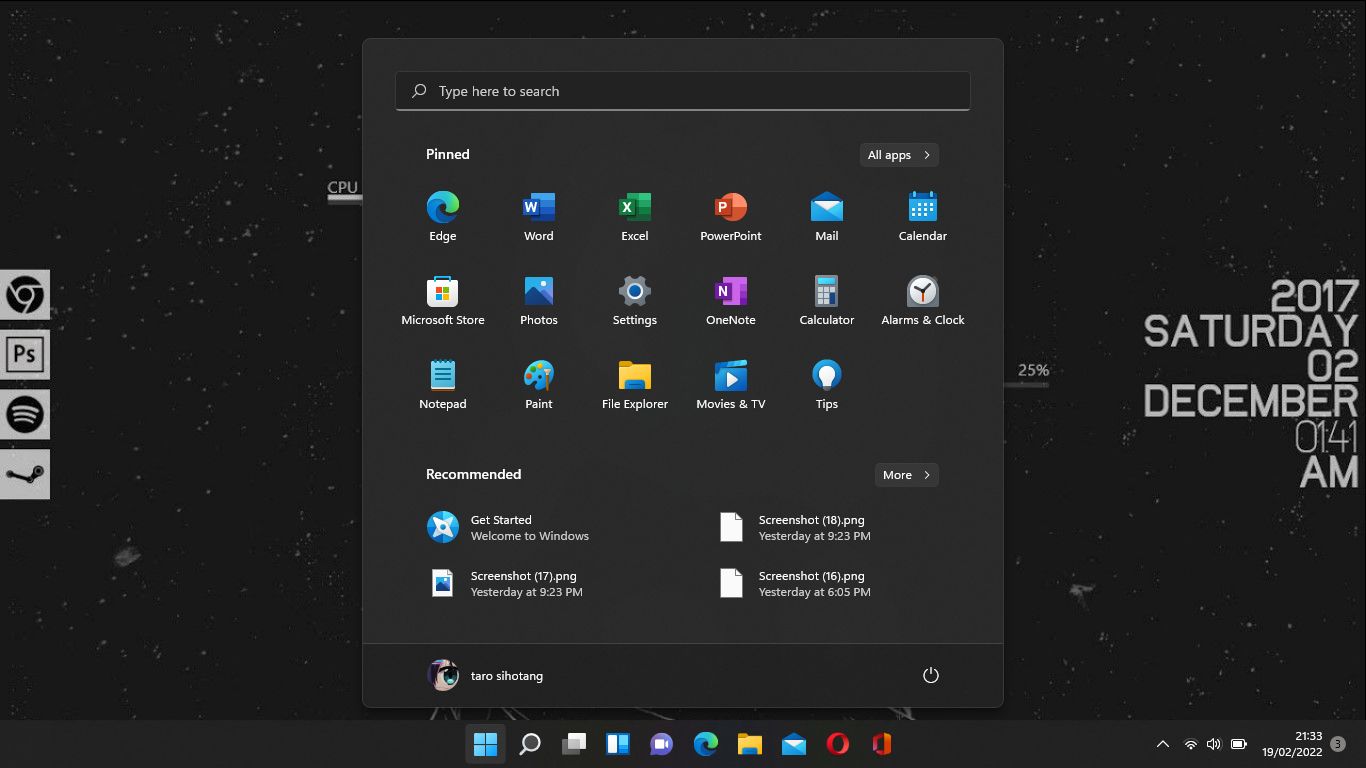 Type here to search
Pinned
All apps
CPU
Edge
Word
Excel
PowerPoint
Mail
Calendar
Microsoft Store
Photos
Settings
OneNote
Calculator
Alarms & Clock
Ps
Notepad
Paint
File Explorer
Movies & TV
Tips
25%
2017
SATURDAY
02
DECEMBER
0141
AM
Recommended
More
Get Started
Welcome to Windows
Screenshot (18).png
Yesterday at 9:23 PM
Screenshot (17).png
Yesterday at 9:23 PM
Screenshot (16).png
Yesterday at 6:05 PM
taro sihotang
21:33
19/02/2022
3